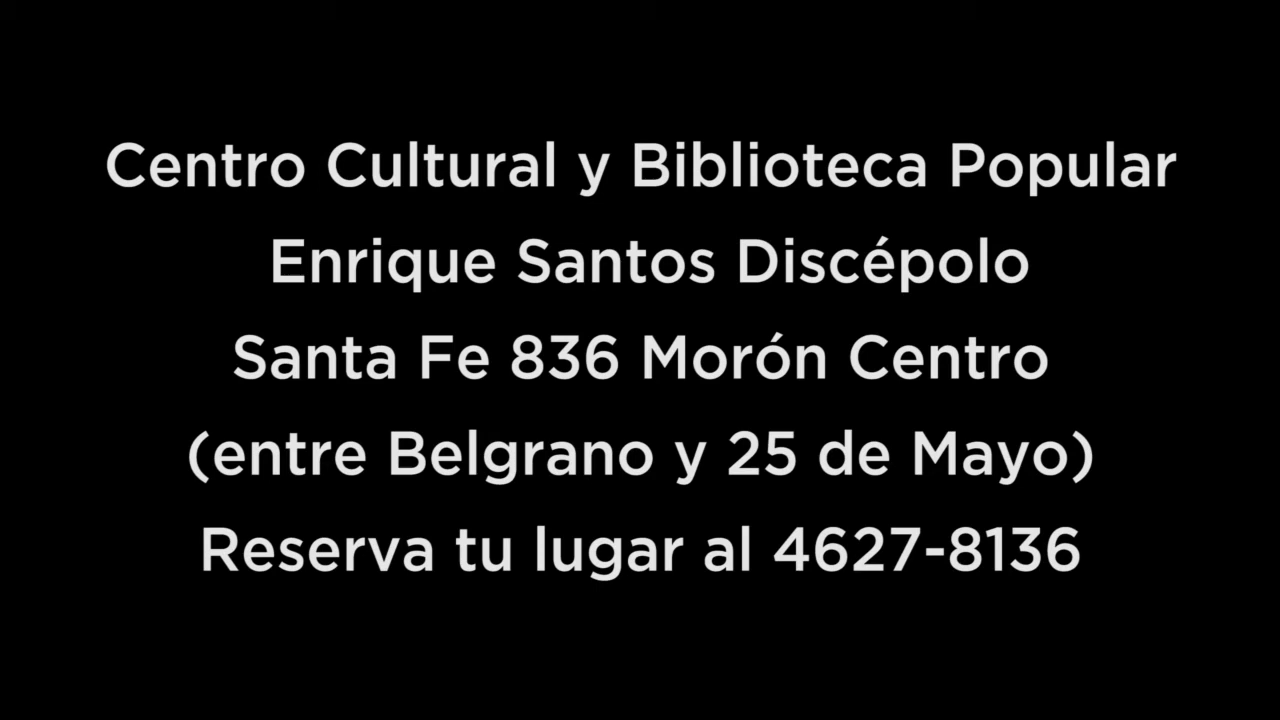 Centro Cultural y Biblioteca Popular
Enrique Santos Discépolo
Santa Fe 836 Morón Centro
(entre Belgrano y 25 de Mayo)
Reserva tu lugar al 4627-8136